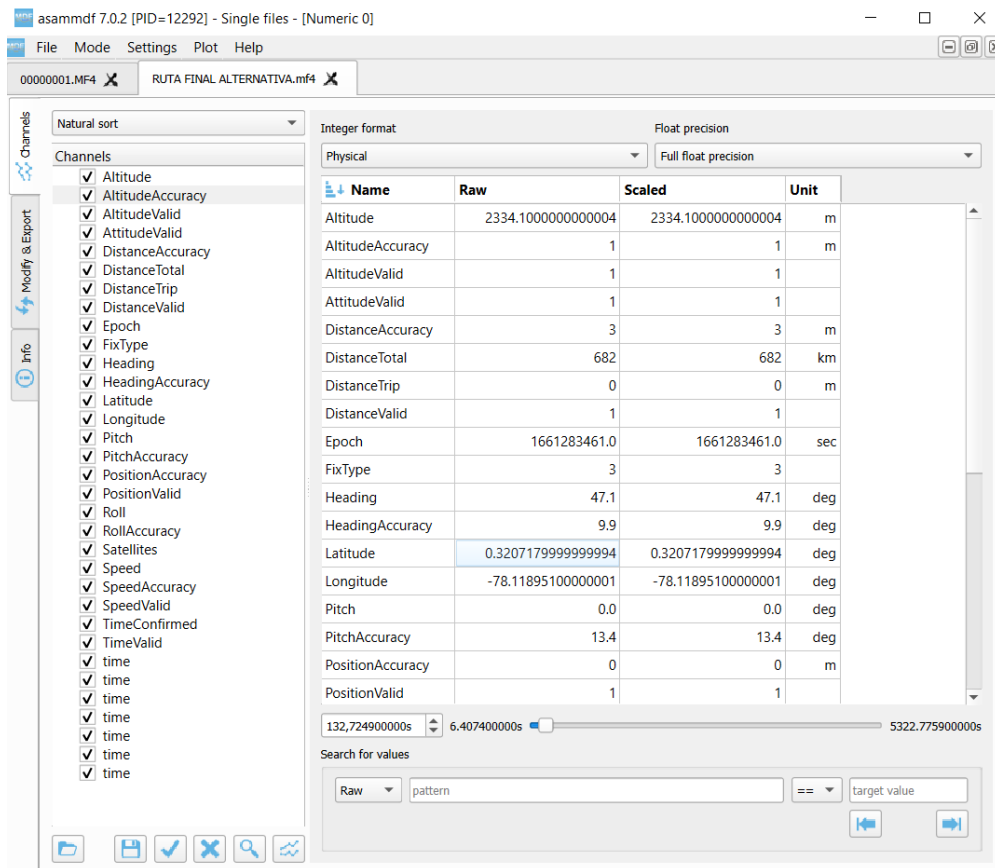 MDF asammdf 7.0.2 [PID=12292] - Single files - [Numeric 0]
MDF File Mode Settings Plot Help
00000001.MF4 RUTA FINAL ALTERNATIVA.mf4
Channels
Modify & Export
Info
Natural sort
Channels
Altitude
AltitudeAccuracy
AltitudeValid
AttitudeValid
DistanceAccuracy
DistanceTotal
DistanceTrip
DistanceValid
Epoch
FixType
Heading
HeadingAccuracy
Latitude
Longitude
Pitch
PitchAccuracy
PositionAccuracy
PositionValid
Roll
RollAccuracy
Satellites
Speed
SpeedAccuracy
SpeedValid
TimeConfirmed
TimeValid
time
time
time
time
time
time
time
Integer format Float precision
Physical Full float precision
Name Raw Scaled Unit
Altitude 2334.1000000000004 2334.1000000000004 m
AltitudeAccuracy 1 1 m
AltitudeValid 1 1
AttitudeValid 1 1
DistanceAccuracy 3 3 m
DistanceTotal 682 682 km
DistanceTrip 0 0 m
DistanceValid 1 1
Epoch 1661283461.0 1661283461.0 sec
FixType 3 3
Heading 47.1 47.1 deg
HeadingAccuracy 9.9 9.9 deg
Latitude 0.3207179999999994 0.3207179999999994 deg
Longitude -78.11895100000001 -78.11895100000001 deg
Pitch 0.0 0.0 deg
PitchAccuracy 13.4 13.4 deg
PositionAccuracy 0 0 m
PositionValid 1 1
132,724900000s 6.407400000s 5322.775900000s
Search for values
Raw pattern == target value